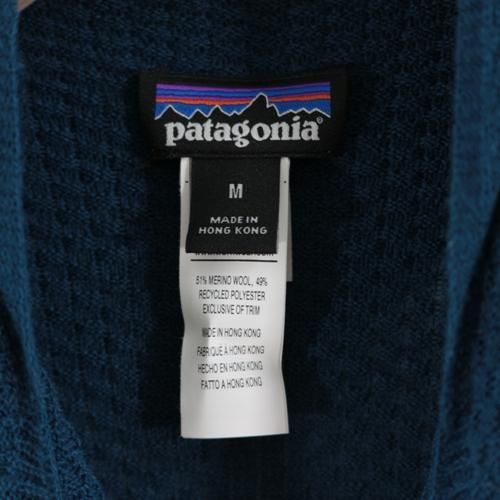 patagonia®
M
MADE IN
HONG KONG
51% MERINO WOOL, 49%
RECYCLED POLYESTER
EXCLUSIVE OF TRIM
MADE IN HONG KONG
FABRIQUE À HONG KONG
HECHO EN HONG KONG
FATTO A HONG KONG